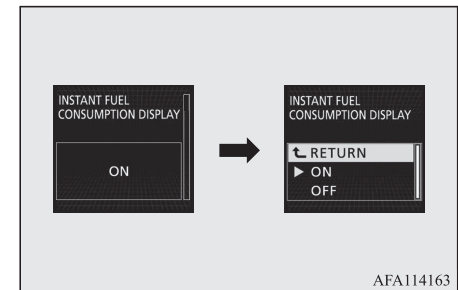 INSTANT FUEL
CONSUMPTION DISPLAY
ON
INSTANT FUEL
CONSUMPTION DISPLAY
RETURN
ON
OFF
AFA114163